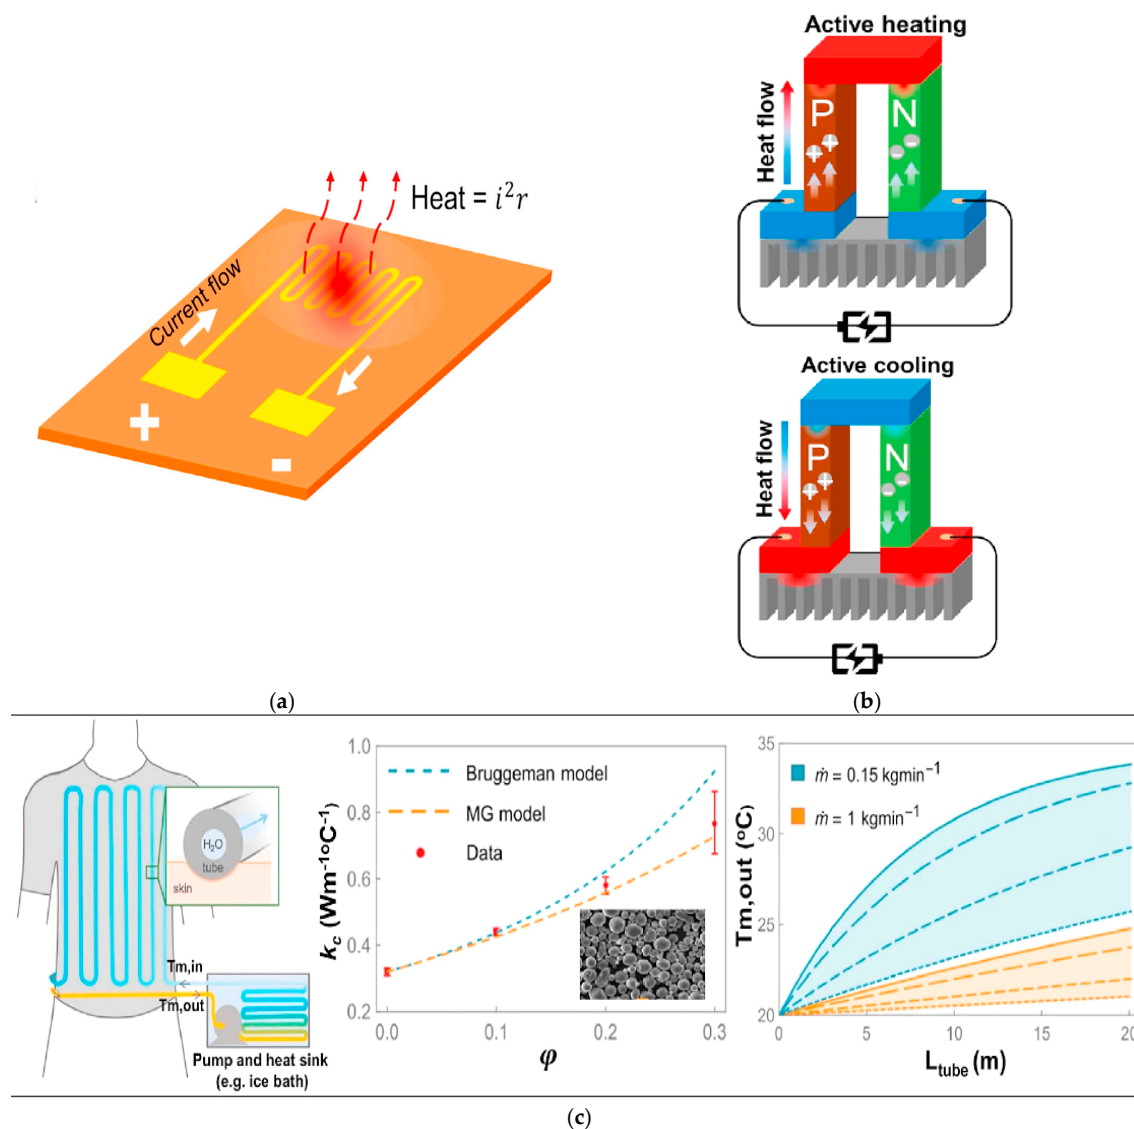 Heat = i²r
Current flow
+
-
(a)
Active heating
Heat flow
P
N
+ +
- -
Active cooling
Heat flow
P
N
+ +
- -
(b)
H₂O
tube
skin
Tm,in
Tm,out
Pump and heat sink
(e.g. ice bath)
k_c (Wm⁻¹°C⁻¹)
1.0
0.8
0.6
0.4
0.2
Bruggeman model
MG model
Data
0.0
0.1
0.2
0.3
φ
Tm,out (°C)
35
30
25
20
ṁ = 0.15 kgmin⁻¹
ṁ = 1 kgmin⁻¹
0
5
10
15
20
L_tube (m)
(c)